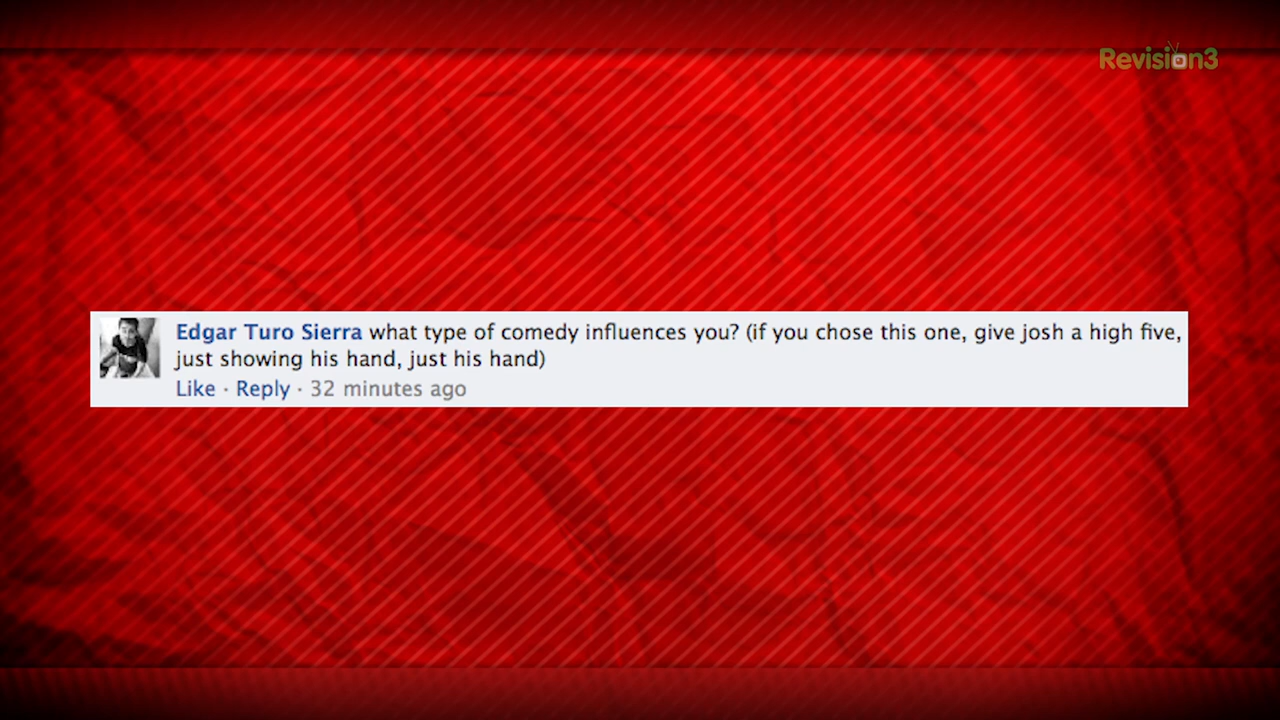 Revision3
Edgar Turo Sierra what type of comedy influences you? (if you chose this one, give josh a high five,
just showing his hand, just his hand)
Like · Reply · 32 minutes ago